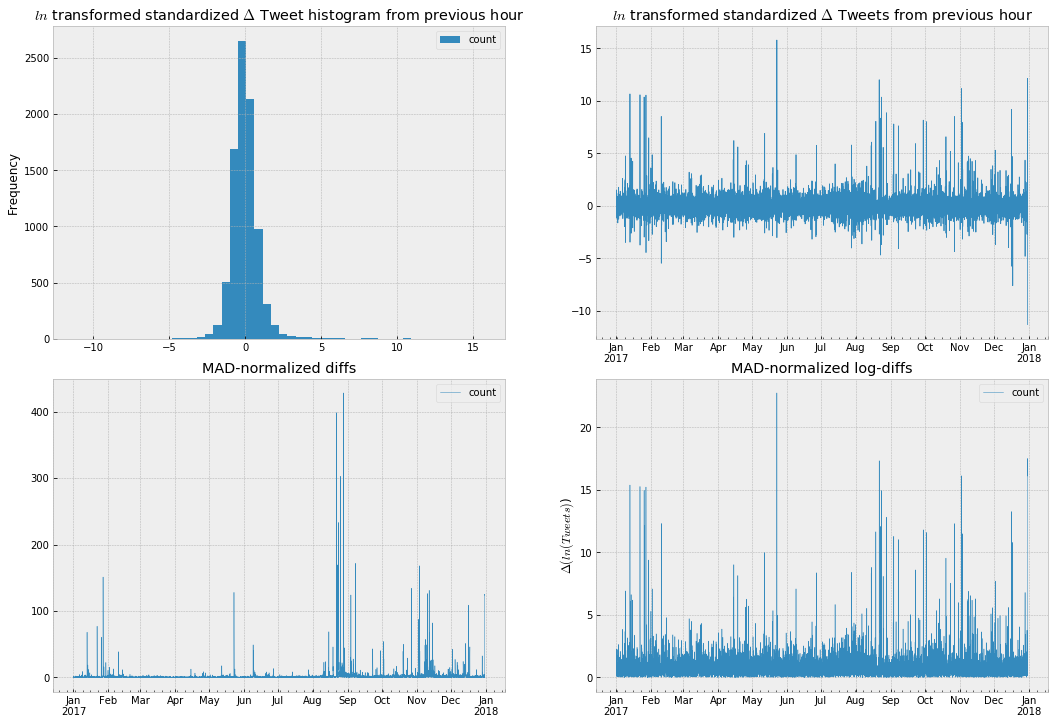 ln transformed standardized Δ Tweet histogram from previous hour
count
Frequency
2500
2000
1500
1000
500
0
−10 −5 0 5 10 15
ln transformed standardized Δ Tweets from previous hour
15
10
5
0
−5
−10
Jan Feb Mar Apr May Jun Jul Aug Sep Oct Nov Dec Jan
2017 2018
MAD-normalized diffs
count
400
300
200
100
0
Jan Feb Mar Apr May Jun Jul Aug Sep Oct Nov Dec Jan
2017 2018
MAD-normalized log-diffs
count
Δ(ln(Tweets))
20
15
10
5
0
Jan Feb Mar Apr May Jun Jul Aug Sep Oct Nov Dec Jan
2017 2018